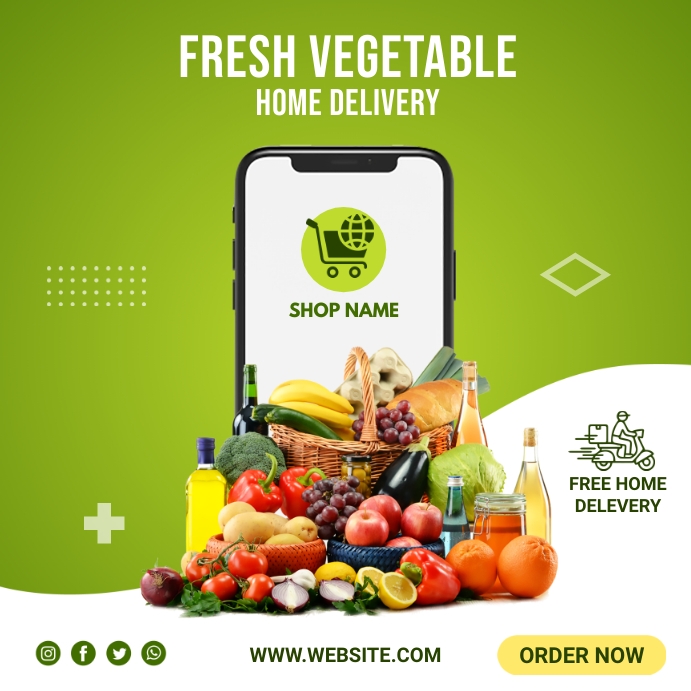 FRESH VEGETABLE
HOME DELIVERY
SHOP NAME
FREE HOME
DELEVERY
WWW.WEBSITE.COM
ORDER NOW